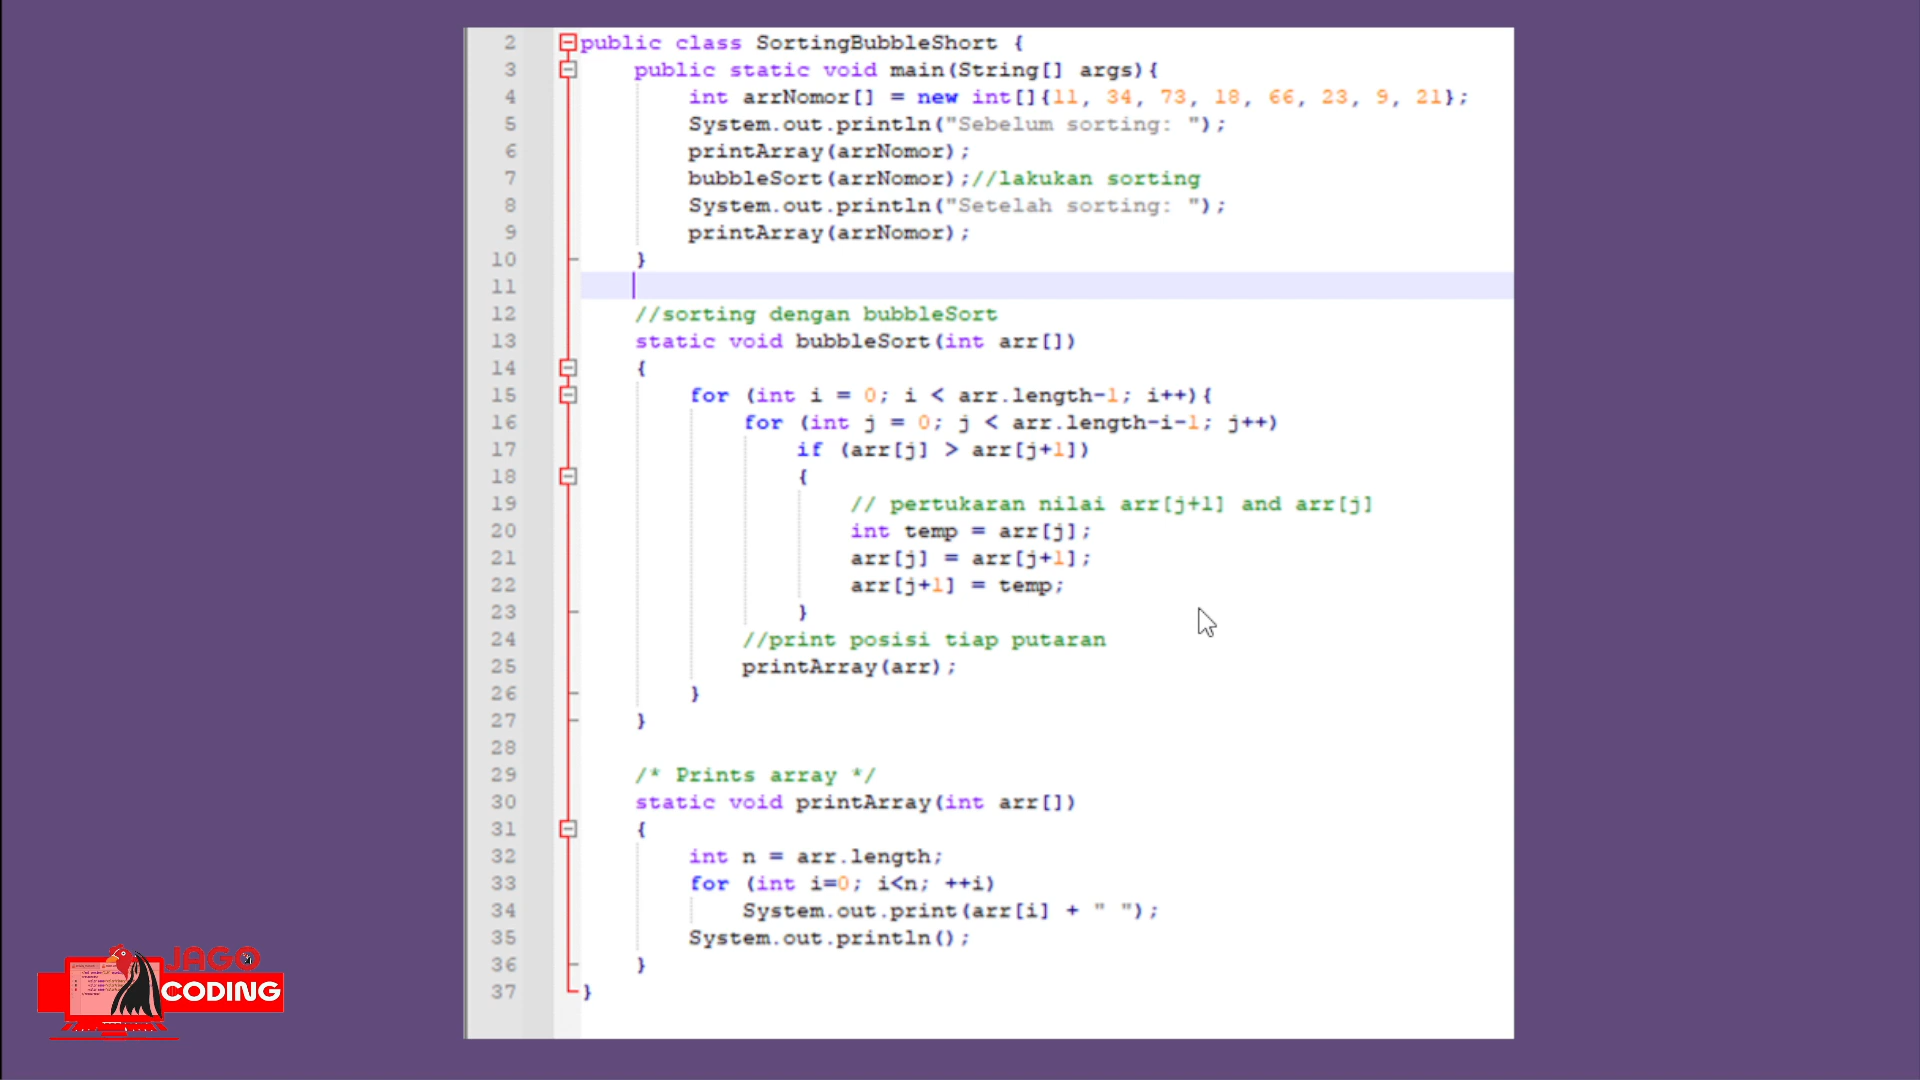 2 public class SortingBubbleShort {
3 public static void main(String[] args){
4 int arrNomor[] = new int[]{11, 34, 73, 18, 66, 23, 9, 21};
5 System.out.println("Sebelum sorting: ");
6 printArray(arrNomor);
7 bubbleSort(arrNomor);//lakukan sorting
8 System.out.println("Setelah sorting: ");
9 printArray(arrNomor);
10 }
11
12 //sorting dengan bubbleSort
13 static void bubbleSort(int arr[])
14 {
15 for (int i = 0; i < arr.length-1; i++){
16 for (int j = 0; j < arr.length-i-1; j++)
17 if (arr[j] > arr[j+1])
18 {
19 // pertukaran nilai arr[j+1] and arr[j]
20 int temp = arr[j];
21 arr[j] = arr[j+1];
22 arr[j+1] = temp;
23 }
24 //print posisi tiap putaran
25 printArray(arr);
26 }
27 }
28
29 /* Prints array */
30 static void printArray(int arr[])
31 {
32 int n = arr.length;
33 for (int i=0; i<n; ++i)
34 System.out.print(arr[i] + " ");
35 System.out.println();
36 }
37 }
JAGO
CODING